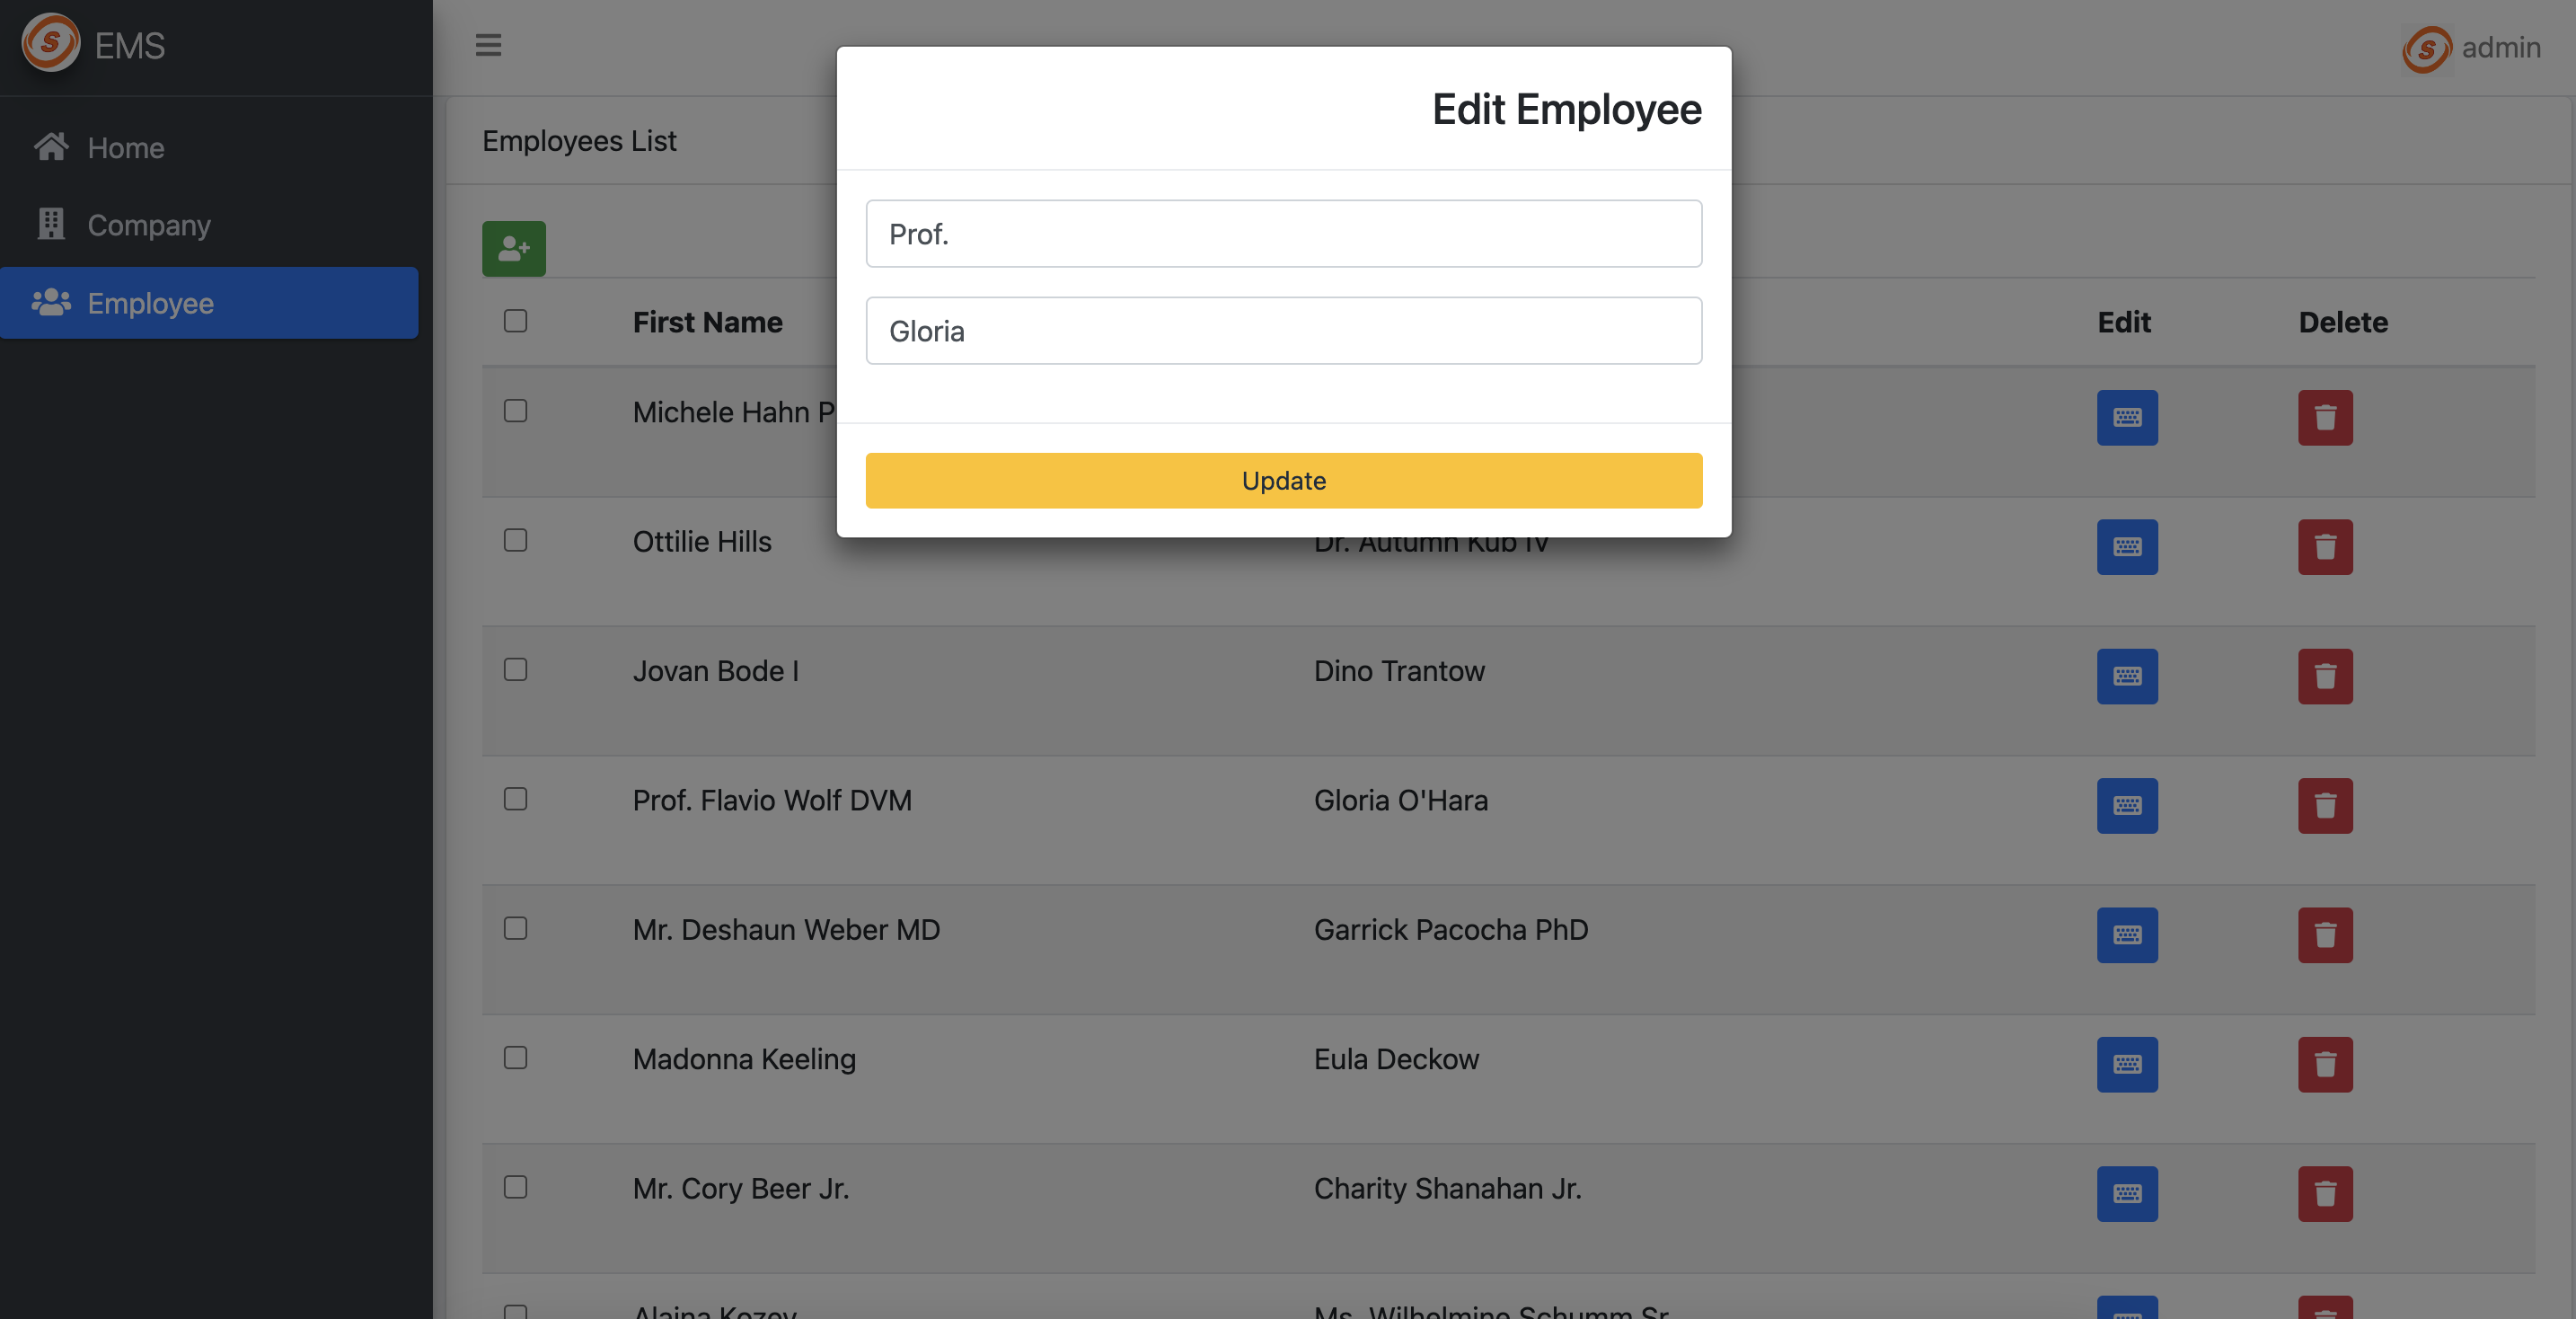 EMS
admin
Home
Company
Employee
Employees List
Edit Employee
Prof.
Gloria
Update
First Name Edit Delete
Michele Hahn
Ottilie Hills Dr. Autumn Kub IV
Jovan Bode I Dino Trantow
Prof. Flavio Wolf DVM Gloria O'Hara
Mr. Deshaun Weber MD Garrick Pacocha PhD
Madonna Keeling Eula Deckow
Mr. Cory Beer Jr. Charity Shanahan Jr.
Alaina Kozey Ms. Wilhelmine Schumm Sr.